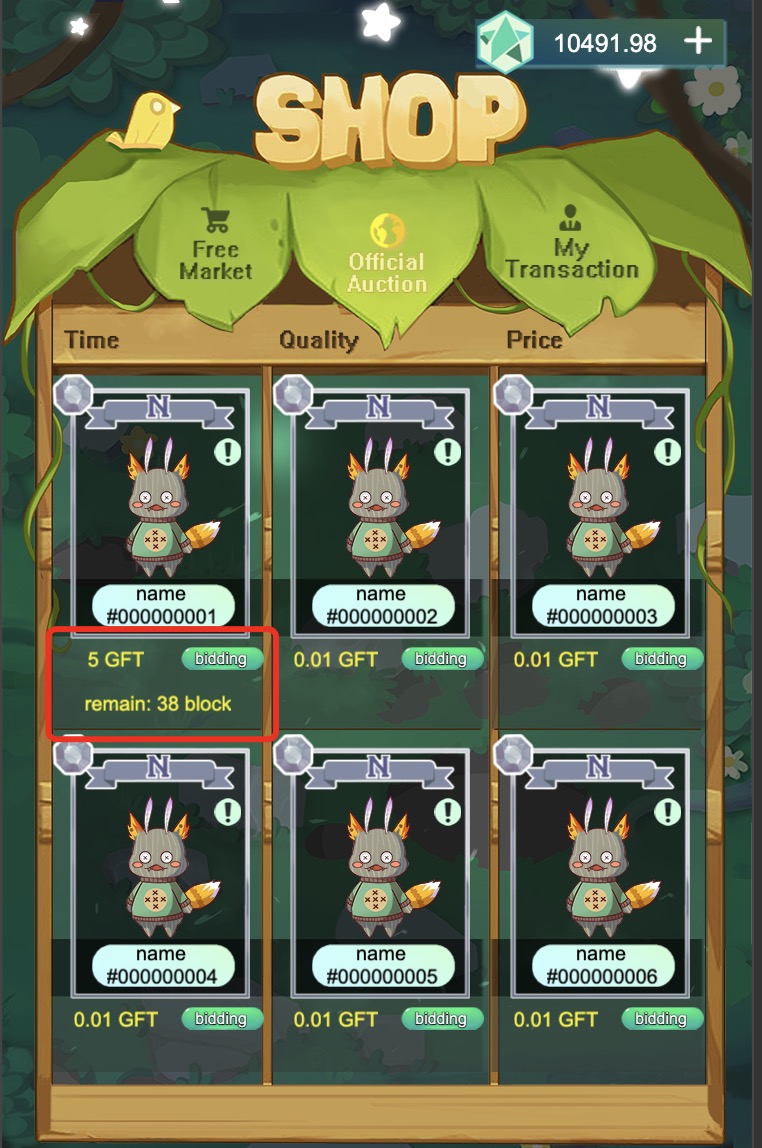 10491.98 +
SHOP
Free
Market
Official
Auction
My
Transaction
Time Quality Price
N N N
! ! !
name name name
#000000001 #000000002 #000000003
5 GFT bidding 0.01 GFT bidding 0.01 GFT bidding
remain: 38 block
N N N
! ! !
name name name
#000000004 #000000005 #000000006
0.01 GFT bidding 0.01 GFT bidding 0.01 GFT bidding